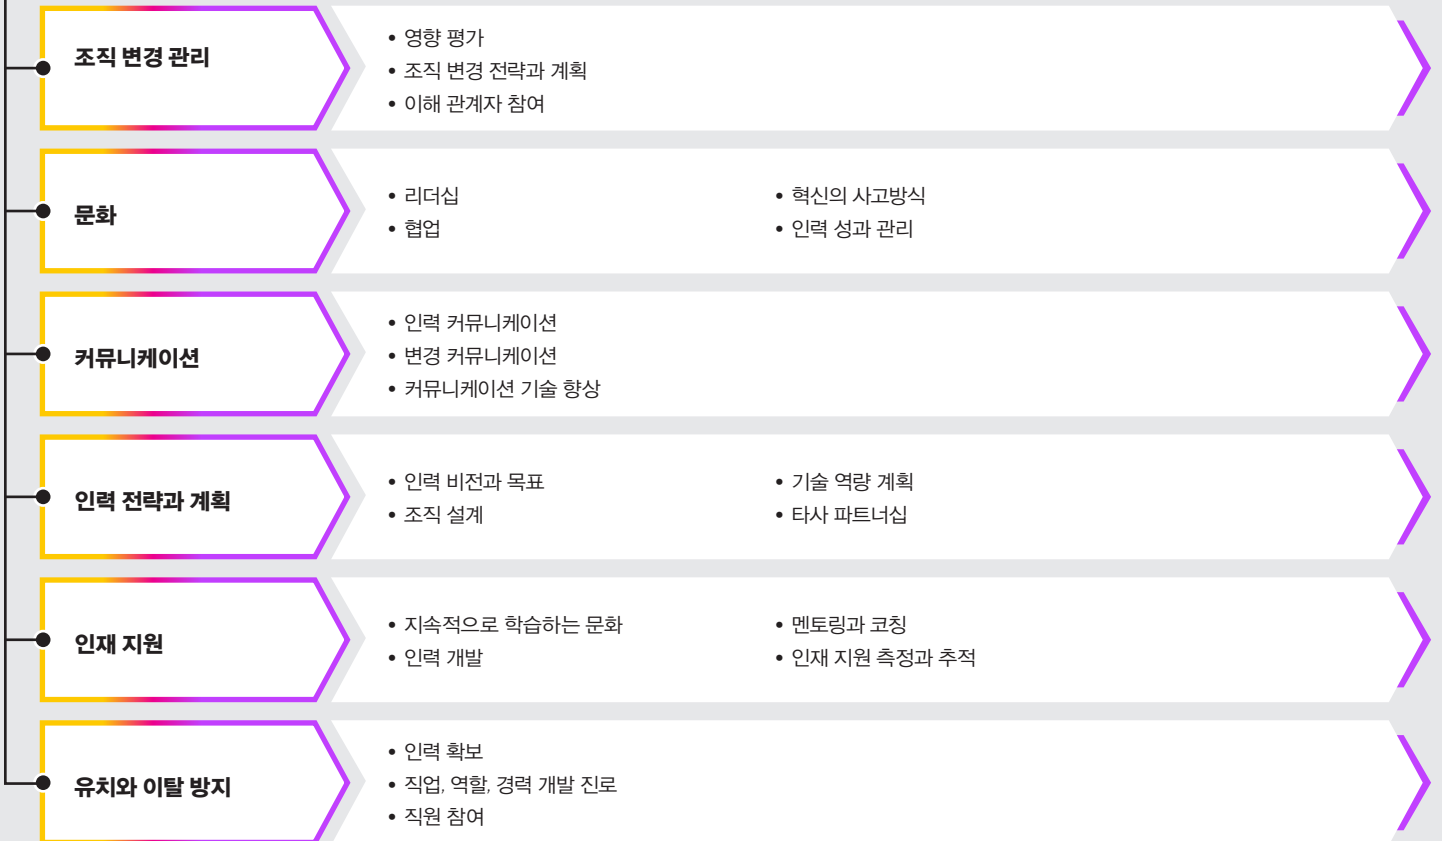 조직 변경 관리
• 영향 평가
• 조직 변경 전략과 계획
• 이해 관계자 참여
문화
• 리더십
• 협업
• 혁신의 사고방식
• 인력 성과 관리
커뮤니케이션
• 인력 커뮤니케이션
• 변경 커뮤니케이션
• 커뮤니케이션 기술 향상
인력 전략과 계획
• 인력 비전과 목표
• 조직 설계
• 기술 역량 계획
• 타사 파트너십
인재 지원
• 지속적으로 학습하는 문화
• 인력 개발
• 멘토링과 코칭
• 인재 지원 측정과 추적
유치와 이탈 방지
• 인력 확보
• 직업, 역할, 경력 개발 진로
• 직원 참여